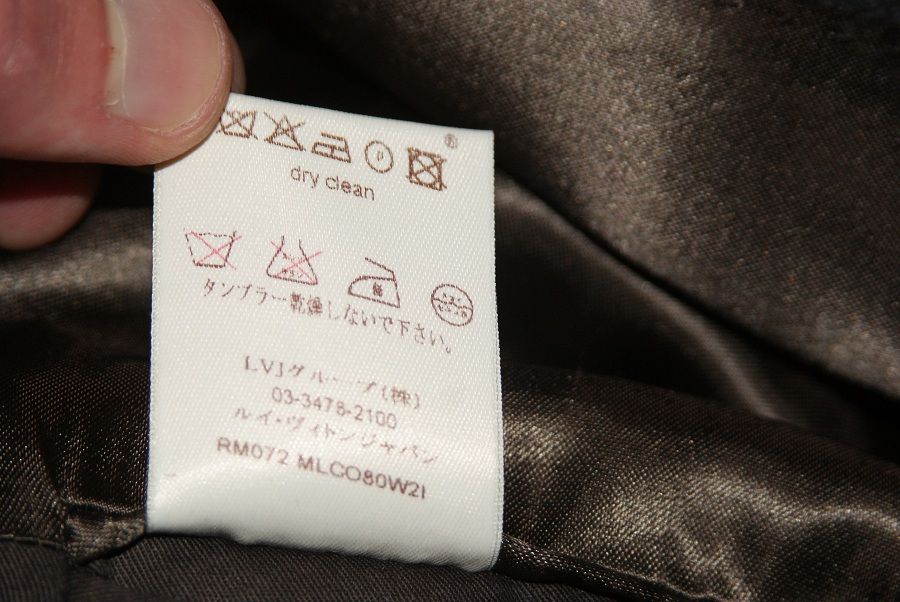 P ®
dry clean
タンブラー乾燥しないで下さい。
LVJグループ(株)
03-3478-2100
ルイ・ヴィトンジャパン
RM072 MLCO80W2I